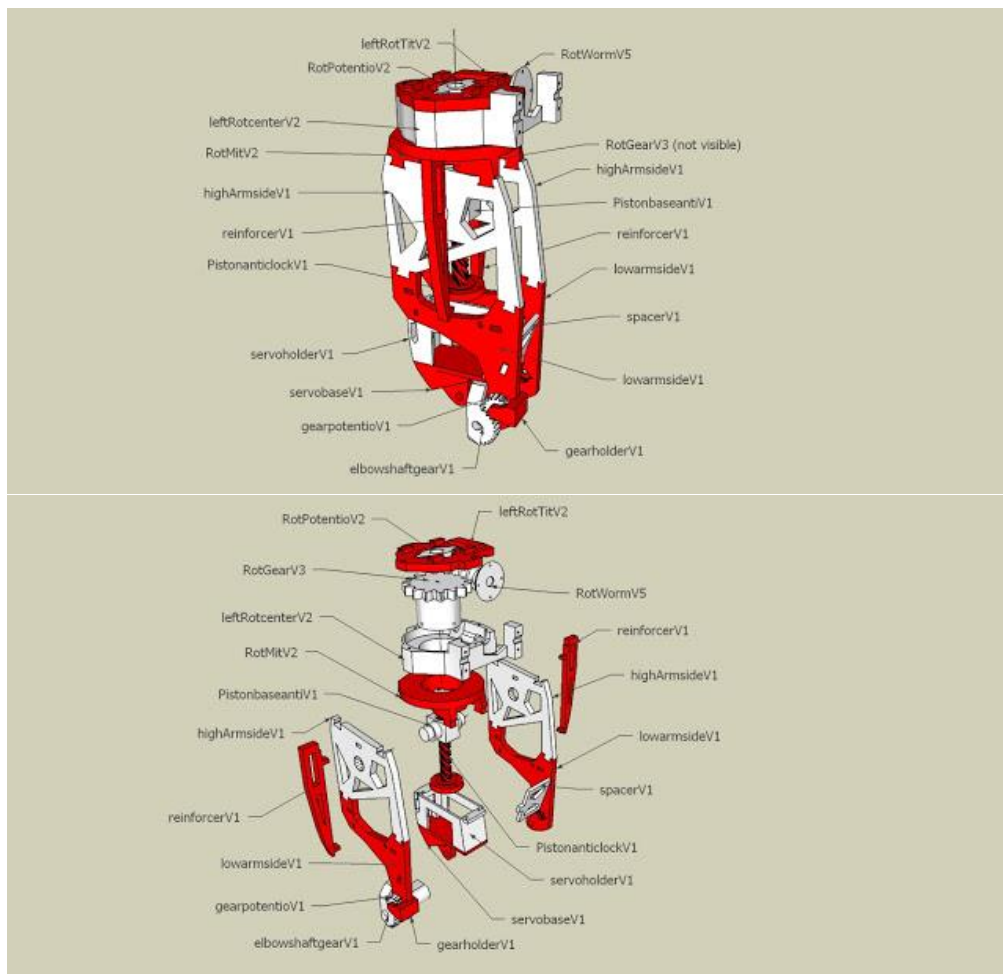 leftRotTitV2
RotWormV5
RotPotentioV2
leftRotcenterV2
RotMitV2
RotGearV3 (not visible)
highArmsideV1
highArmsideV1
PistonbaseantiV1
reinforcerV1
reinforcerV1
PistonanticlockV1
lowarmsideV1
spacerV1
servoholderV1
lowarmsideV1
servobaseV1
gearpotentioV1
gearholderV1
elbowshaftgearV1
leftRotTitV2
RotPotentioV2
RotGearV3
RotWormV5
leftRotcenterV2
reinforcerV1
RotMitV2
highArmsideV1
PistonbaseantiV1
highArmsideV1
lowarmsideV1
spacerV1
reinforcerV1
PistonanticlockV1
lowarmsideV1
servoholderV1
gearpotentioV1
servobaseV1
elbowshaftgearV1
gearholderV1